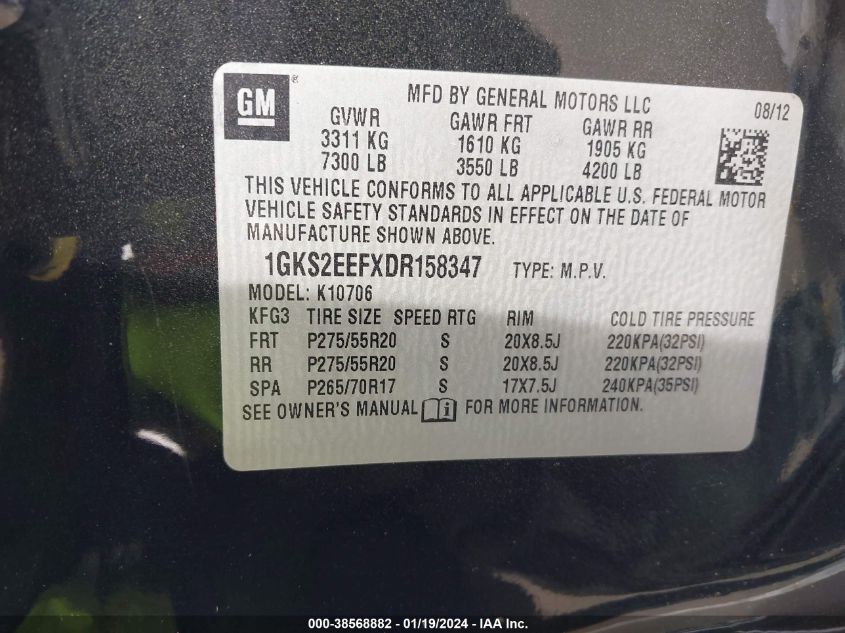 GM ®
MFD BY GENERAL MOTORS LLC
08/12
GVWR GAWR FRT GAWR RR
3311 KG 1610 KG 1905 KG
7300 LB 3550 LB 4200 LB
THIS VEHICLE CONFORMS TO ALL APPLICABLE U.S. FEDERAL MOTOR
VEHICLE SAFETY STANDARDS IN EFFECT ON THE DATE OF
MANUFACTURE SHOWN ABOVE.
1GKS2EEFXDR158347 TYPE: M.P.V.
MODEL: K10706
KFG3 TIRE SIZE SPEED RTG RIM COLD TIRE PRESSURE
FRT P275/55R20 S 20X8.5J 220KPA(32PSI)
RR P275/55R20 S 20X8.5J 220KPA(32PSI)
SPA P265/70R17 S 17X7.5J 240KPA(35PSI)
SEE OWNER'S MANUAL i FOR MORE INFORMATION.
000-38568882 - 01/19/2024 - IAA Inc.